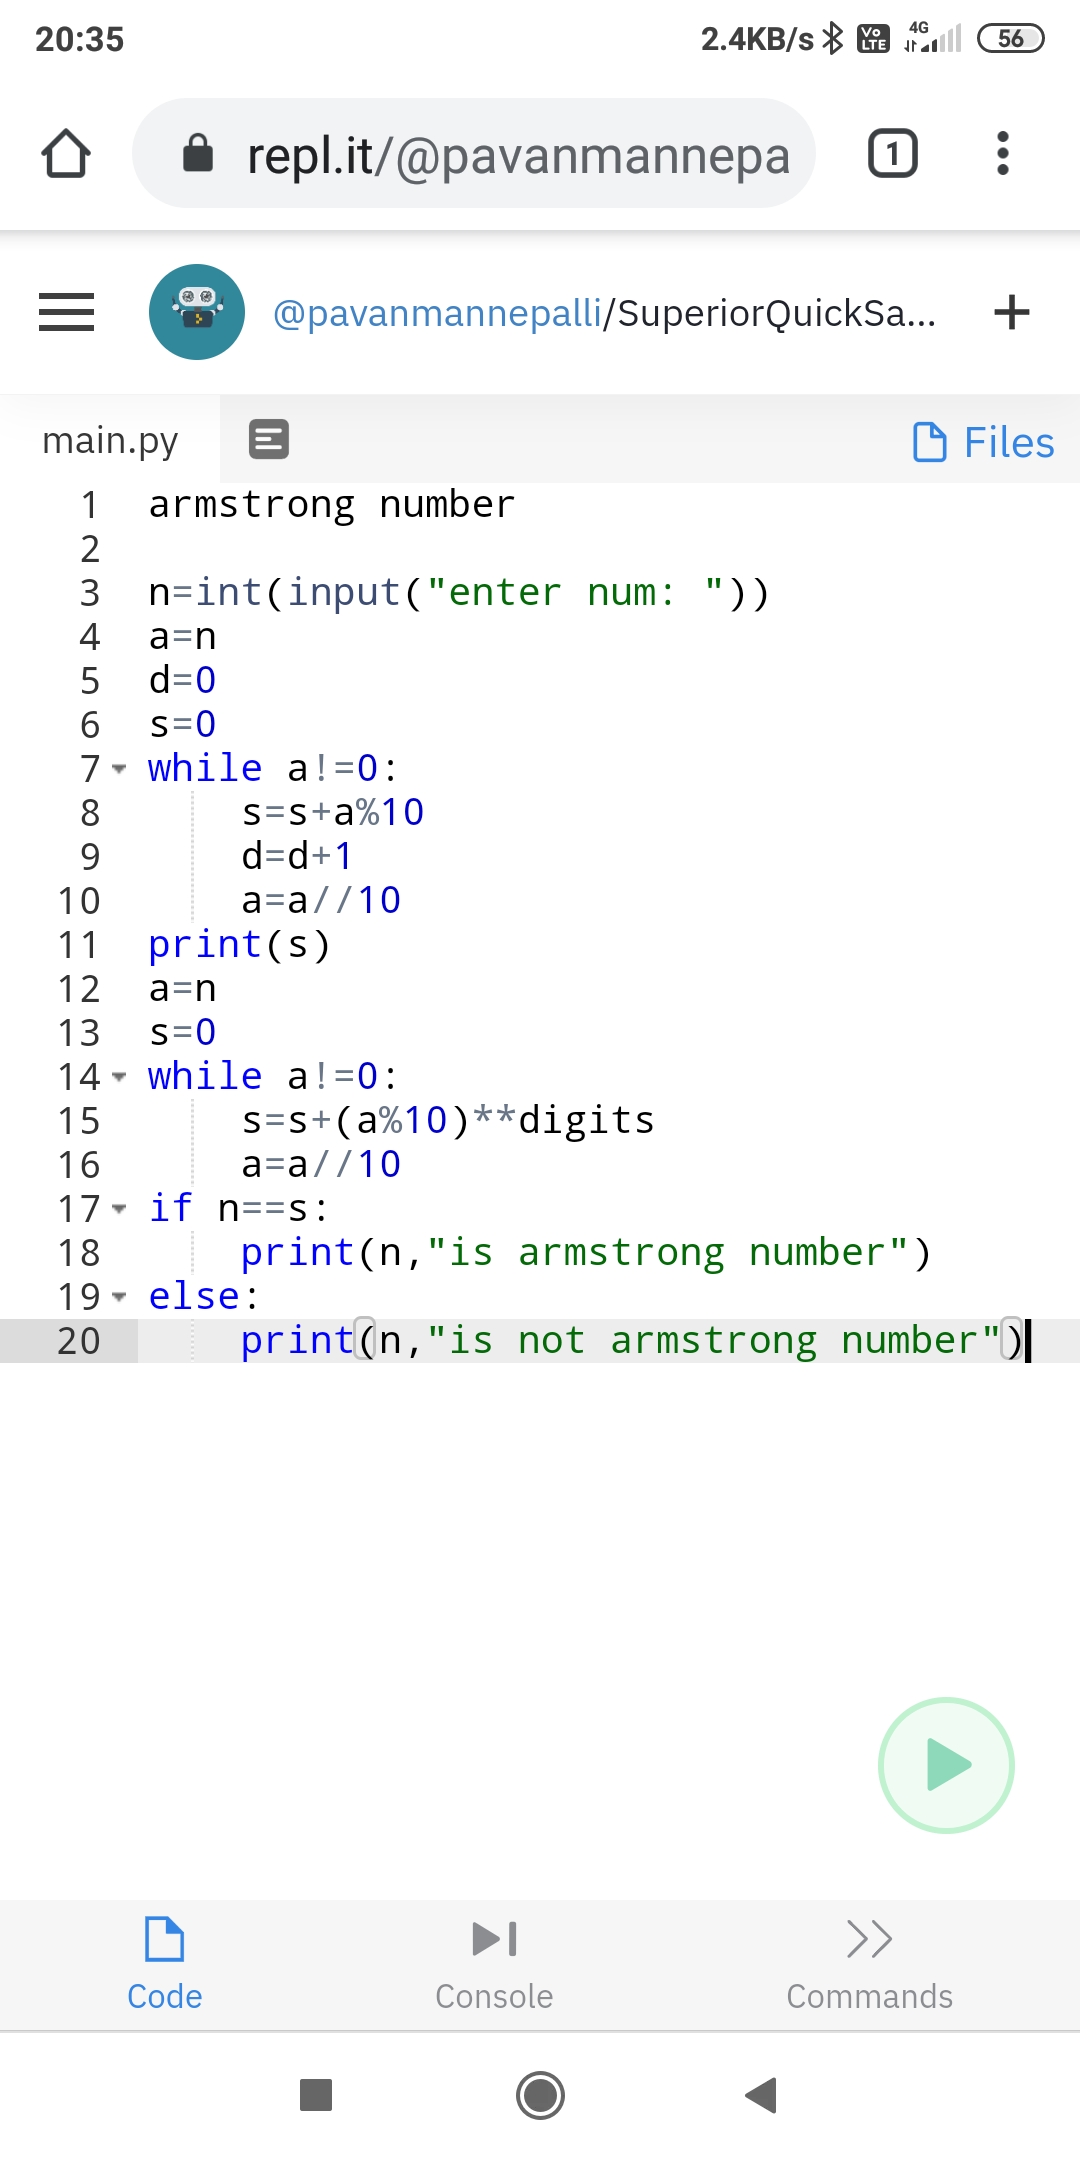 20:35 2.4KB/s Vo LTE 4G 56
repl.it/@pavanmannepa 1
@pavanmannepalli/SuperiorQuickSa... +
main.py Files
1 armstrong number
2
3 n=int(input("enter num: "))
4 a=n
5 d=0
6 s=0
7 while a!=0:
8     s=s+a%10
9     d=d+1
10     a=a//10
11 print(s)
12 a=n
13 s=0
14 while a!=0:
15     s=s+(a%10)**digits
16     a=a//10
17 if n==s:
18     print(n,"is armstrong number")
19 else:
20     print(n,"is not armstrong number")
Code Console Commands